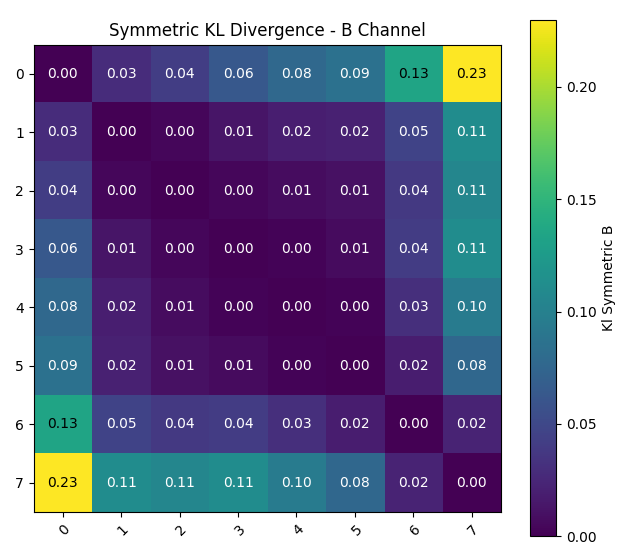 Symmetric KL Divergence - B Channel
0 0.00 0.03 0.04 0.06 0.08 0.09 0.13 0.23
1 0.03 0.00 0.00 0.01 0.02 0.02 0.05 0.11
2 0.04 0.00 0.00 0.00 0.01 0.01 0.04 0.11
3 0.06 0.01 0.00 0.00 0.00 0.01 0.04 0.11
4 0.08 0.02 0.01 0.00 0.00 0.00 0.03 0.10
5 0.09 0.02 0.01 0.01 0.00 0.00 0.02 0.08
6 0.13 0.05 0.04 0.04 0.03 0.02 0.00 0.02
7 0.23 0.11 0.11 0.11 0.10 0.08 0.02 0.00
0 1 2 3 4 5 6 7
0.20
0.15
0.10
0.05
0.00
Kl Symmetric B